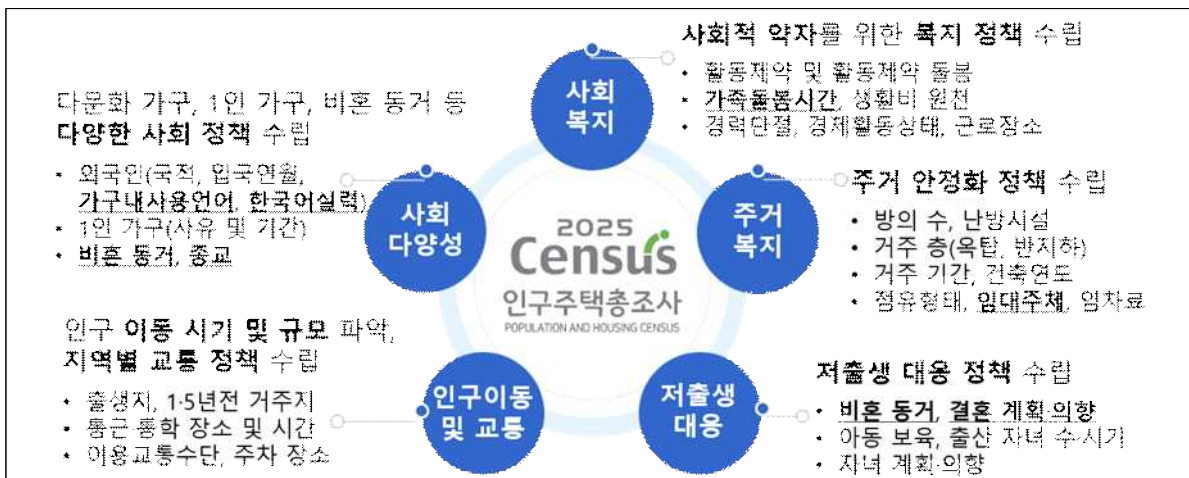 사회적 약자를 위한 복지 정책 수립
• 활동제약 및 활동제약 돌봄
• 가족돌봄시간, 생활비 원천
• 경력단절, 경제활동상태, 근로장소
사회
복지
다문화 가구, 1인 가구, 비혼 동거 등
다양한 사회 정책 수립
• 외국인(국적, 입국연월,
가구내사용언어, 한국어실력)
• 1인 가구(사유 및 기간)
• 비혼 동거, 종교
사회
다양성
주거
복지
주거 안정화 정책 수립
• 방의 수, 난방시설
• 거주 층(옥탑, 반지하)
• 거주 기간, 건축연도
• 점유형태, 임대주체, 임차료
2025
Census
인구주택총조사
POPULATION AND HOUSING CENSUS
인구 이동 시기 및 규모 파악,
지역별 교통 정책 수립
• 출생지, 1·5년전 거주지
• 통근·통학 장소 및 시간
• 이용교통수단, 주차 장소
인구이동
및 교통
저출생
대응
저출생 대응 정책 수립
• 비혼 동거, 결혼 계획·의향
• 아동 보육, 출산 자녀 수·시기
• 자녀 계획·의향